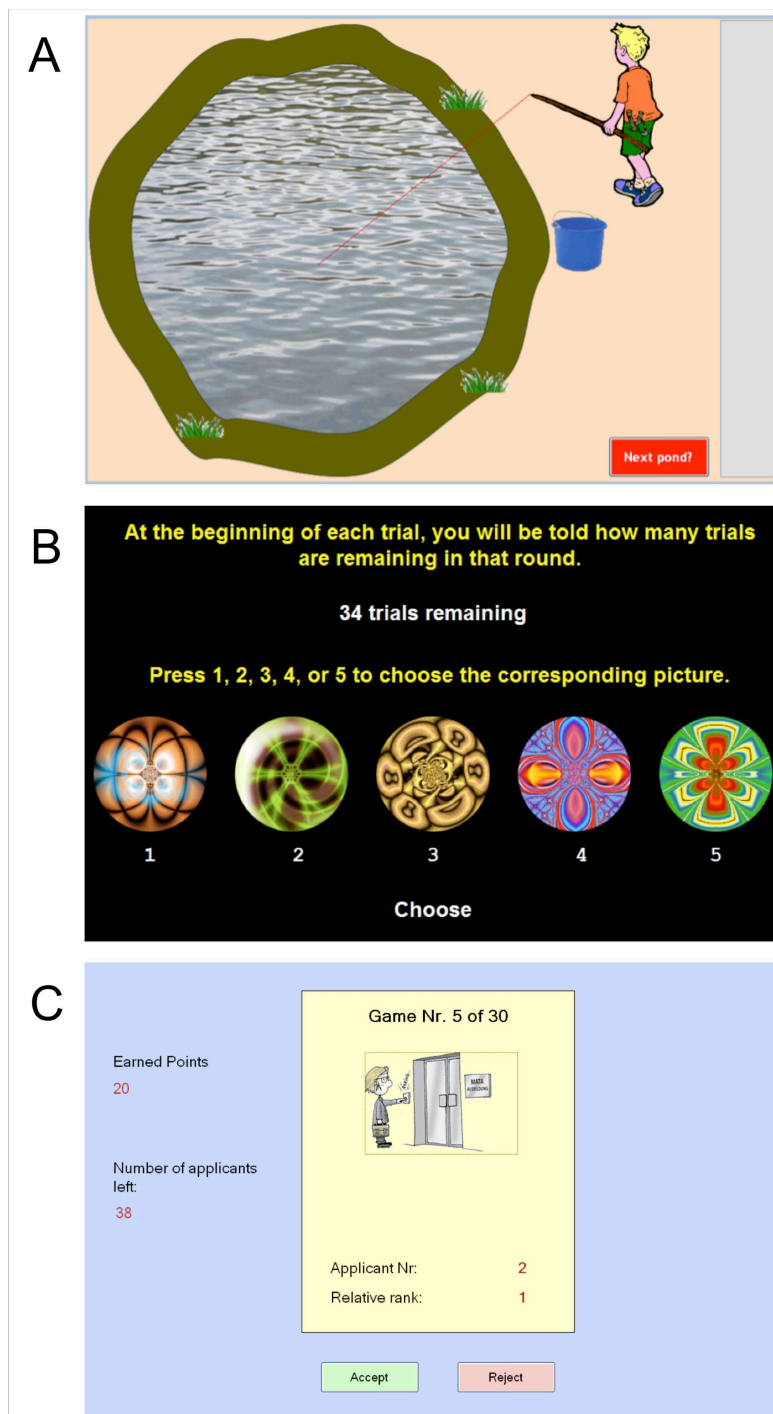 A
Next pond?
B
At the beginning of each trial, you will be told how many trials
are remaining in that round.
34 trials remaining
Press 1, 2, 3, 4, or 5 to choose the corresponding picture.
1 2 3 4 5
Choose
C
Game Nr. 5 of 30
Earned Points
20
MATA
Number of applicants
left:
38
Applicant Nr: 2
Relative rank: 1
Accept Reject